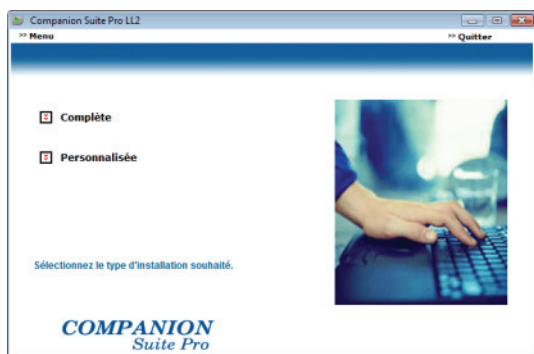 Companion Suite Pro LL2
>> Menu
>> Quitter
Complète
Personnalisée
Sélectionnez le type d'installation souhaité.
COMPANION
Suite Pro